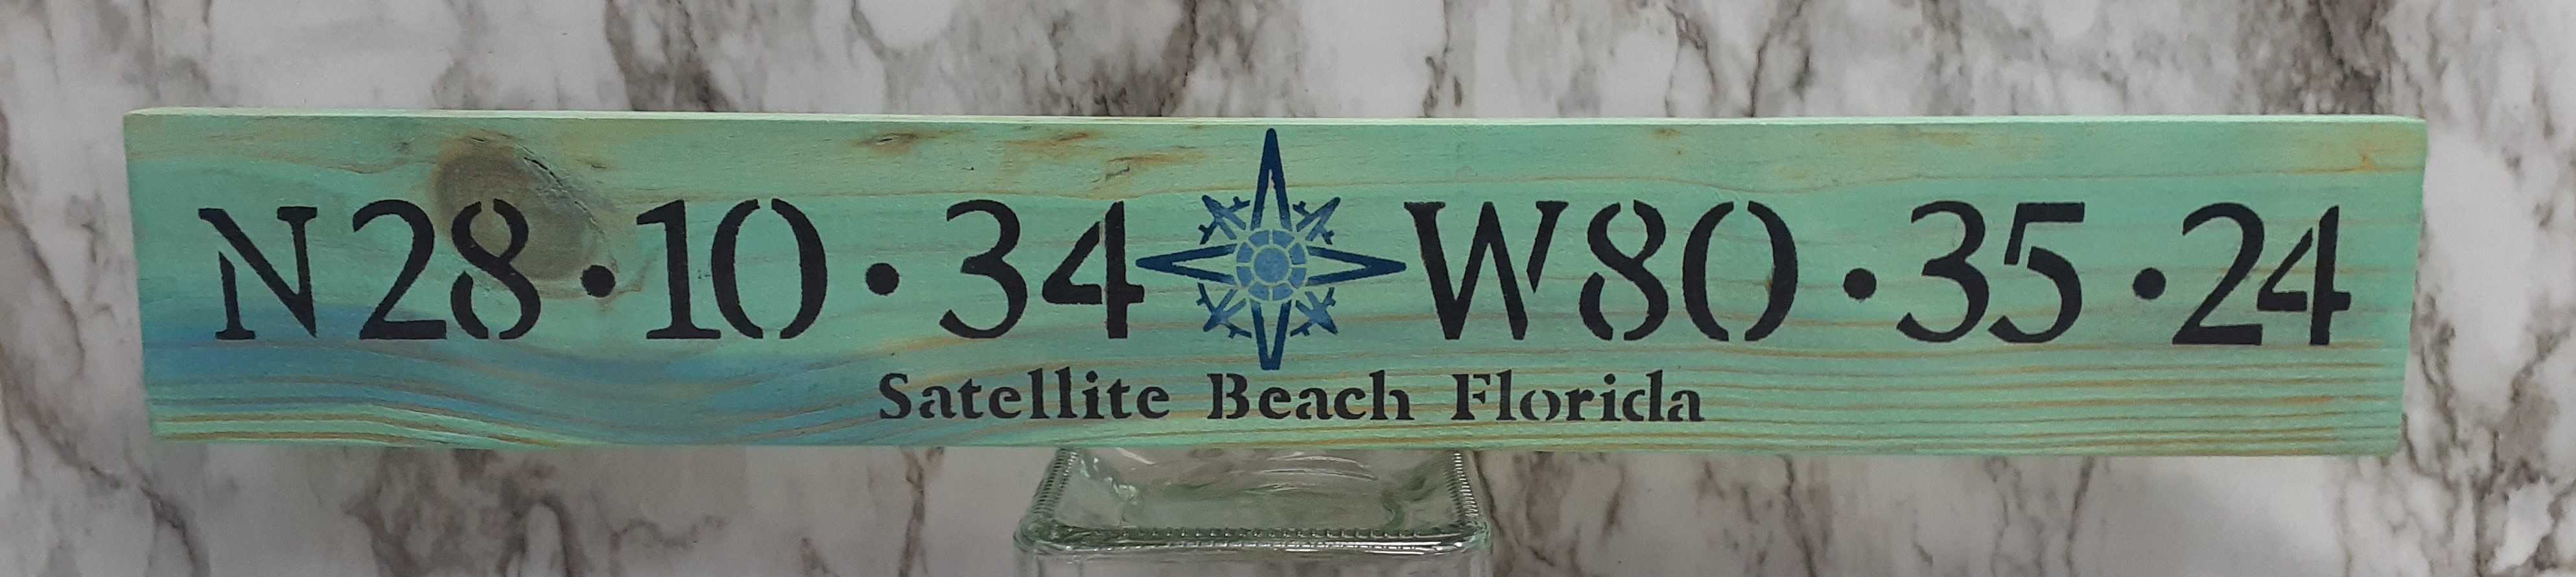 N28•10•34 W80•35•24
Satellite Beach Florida